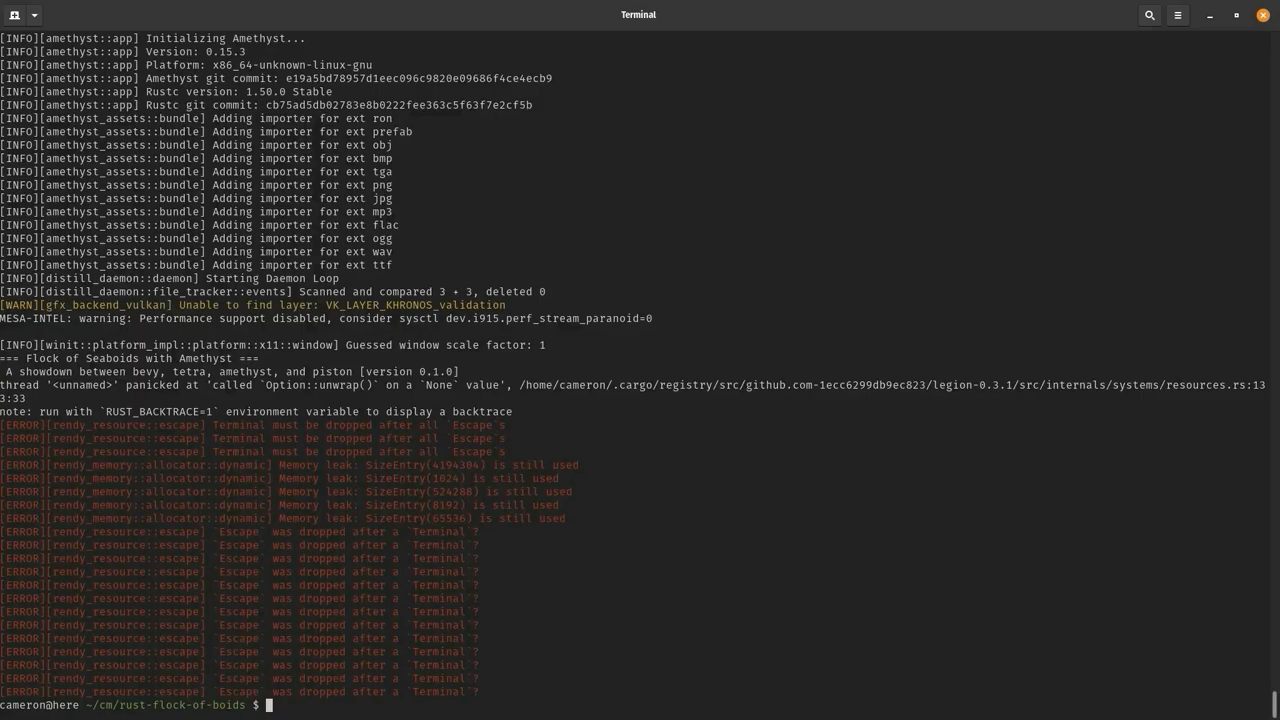 Terminal
[INFO][amethyst::app] Initializing Amethyst...
[INFO][amethyst::app] Version: 0.15.3
[INFO][amethyst::app] Platform: x86_64-unknown-linux-gnu
[INFO][amethyst::app] Amethyst git commit: e19a5bd78957d1eec096c9820e09686f4ce4ecb9
[INFO][amethyst::app] Rustc version: 1.50.0 Stable
[INFO][amethyst::app] Rustc git commit: cb75ad5db02783e8b0222fee363c5f63f7e2cf5b
[INFO][amethyst_assets::bundle] Adding importer for ext ron
[INFO][amethyst_assets::bundle] Adding importer for ext prefab
[INFO][amethyst_assets::bundle] Adding importer for ext obj
[INFO][amethyst_assets::bundle] Adding importer for ext bmp
[INFO][amethyst_assets::bundle] Adding importer for ext tga
[INFO][amethyst_assets::bundle] Adding importer for ext png
[INFO][amethyst_assets::bundle] Adding importer for ext jpg
[INFO][amethyst_assets::bundle] Adding importer for ext mp3
[INFO][amethyst_assets::bundle] Adding importer for ext flac
[INFO][amethyst_assets::bundle] Adding importer for ext ogg
[INFO][amethyst_assets::bundle] Adding importer for ext wav
[INFO][amethyst_assets::bundle] Adding importer for ext ttf
[INFO][distill_daemon::daemon] Starting Daemon Loop
[INFO][distill_daemon::file_tracker::events] Scanned and compared 3 + 3, deleted 0
[WARN][gfx_backend_vulkan] Unable to find layer: VK_LAYER_KHRONOS_validation
MESA-INTEL: warning: Performance support disabled, consider sysctl dev.i915.perf_stream_paranoid=0
[INFO][winit::platform_impl::platform::x11::window] Guessed window scale factor: 1
=== Flock of Seaboids with Amethyst ===
A showdown between bevy, tetra, amethyst, and piston [version 0.1.0]
thread '<unnamed>' panicked at 'called `Option::unwrap()` on a `None` value', /home/cameron/.cargo/registry/src/github.com-1ecc6299db9ec823/legion-0.3.1/src/internals/systems/resources.rs:13
3:33
note: run with `RUST_BACKTRACE=1` environment variable to display a backtrace
[ERROR][rendy_resource::escape] Terminal must be dropped after all `Escape`s
[ERROR][rendy_resource::escape] Terminal must be dropped after all `Escape`s
[ERROR][rendy_resource::escape] Terminal must be dropped after all `Escape`s
[ERROR][rendy_memory::allocator::dynamic] Memory leak: SizeEntry(4194304) is still used
[ERROR][rendy_memory::allocator::dynamic] Memory leak: SizeEntry(1024) is still used
[ERROR][rendy_memory::allocator::dynamic] Memory leak: SizeEntry(524288) is still used
[ERROR][rendy_memory::allocator::dynamic] Memory leak: SizeEntry(8192) is still used
[ERROR][rendy_memory::allocator::dynamic] Memory leak: SizeEntry(65536) is still used
[ERROR][rendy_resource::escape] `Escape` was dropped after a `Terminal`?
[ERROR][rendy_resource::escape] `Escape` was dropped after a `Terminal`?
[ERROR][rendy_resource::escape] `Escape` was dropped after a `Terminal`?
[ERROR][rendy_resource::escape] `Escape` was dropped after a `Terminal`?
[ERROR][rendy_resource::escape] `Escape` was dropped after a `Terminal`?
[ERROR][rendy_resource::escape] `Escape` was dropped after a `Terminal`?
[ERROR][rendy_resource::escape] `Escape` was dropped after a `Terminal`?
[ERROR][rendy_resource::escape] `Escape` was dropped after a `Terminal`?
[ERROR][rendy_resource::escape] `Escape` was dropped after a `Terminal`?
[ERROR][rendy_resource::escape] `Escape` was dropped after a `Terminal`?
[ERROR][rendy_resource::escape] `Escape` was dropped after a `Terminal`?
[ERROR][rendy_resource::escape] `Escape` was dropped after a `Terminal`?
[ERROR][rendy_resource::escape] `Escape` was dropped after a `Terminal`?
cameron@here ~/cm/rust-flock-of-boids $